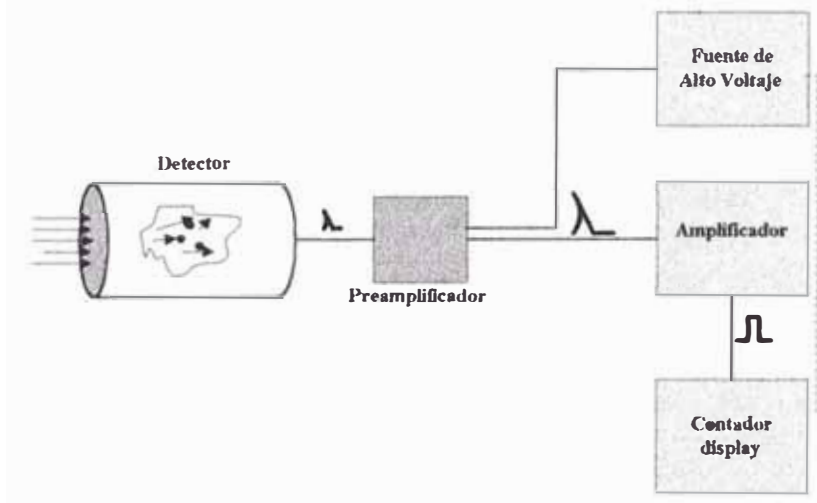 Fuente de
Alto Voltaje
Detector
Amplificador
Preamplificador
Contador
display